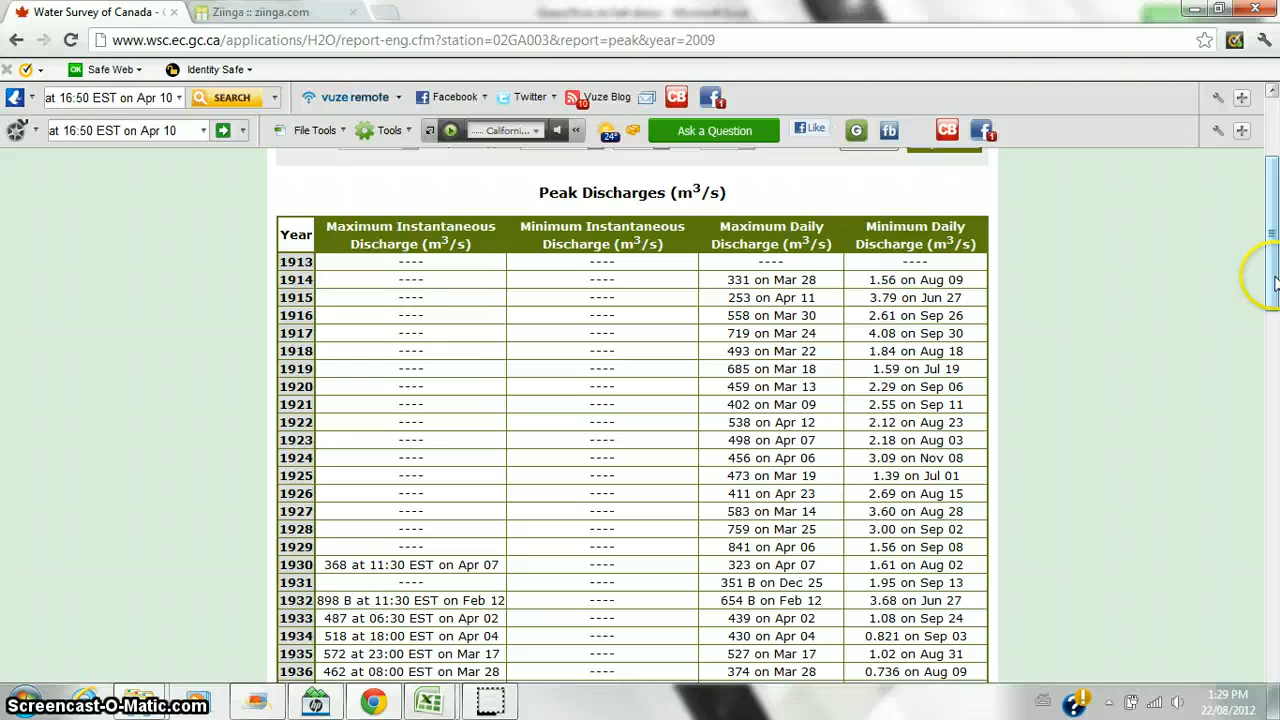 Water Survey of Canada - (
Ziinga :: ziinga.com
www.wsc.ec.gc.ca/applications/H2O/report-eng.cfm?station=02GA003&report=peak&year=2009
OK Safe Web Identity Safe
at 16:50 EST on Apr 10 SEARCH vuze remote Facebook Twitter 10 Vuze Blog CB f 1
at 16:50 EST on Apr 10 File Tools Tools ..... Californi... 24° Ask a Question Like G fb CB f 1
Peak Discharges (m3/s)
Year Maximum Instantaneous Discharge (m3/s) Minimum Instantaneous Discharge (m3/s) Maximum Daily Discharge (m3/s) Minimum Daily Discharge (m3/s)
1913 ---- ---- ---- ----
1914 ---- ---- 331 on Mar 28 1.56 on Aug 09
1915 ---- ---- 253 on Apr 11 3.79 on Jun 27
1916 ---- ---- 558 on Mar 30 2.61 on Sep 26
1917 ---- ---- 719 on Mar 24 4.08 on Sep 30
1918 ---- ---- 493 on Mar 22 1.84 on Aug 18
1919 ---- ---- 685 on Mar 18 1.59 on Jul 19
1920 ---- ---- 459 on Mar 13 2.29 on Sep 06
1921 ---- ---- 402 on Mar 09 2.55 on Sep 11
1922 ---- ---- 538 on Apr 12 2.12 on Aug 23
1923 ---- ---- 498 on Apr 07 2.18 on Aug 03
1924 ---- ---- 456 on Apr 06 3.09 on Nov 08
1925 ---- ---- 473 on Mar 19 1.39 on Jul 01
1926 ---- ---- 411 on Apr 23 2.69 on Aug 15
1927 ---- ---- 583 on Mar 14 3.60 on Aug 28
1928 ---- ---- 759 on Mar 25 3.00 on Sep 02
1929 ---- ---- 841 on Apr 06 1.56 on Sep 08
1930 368 at 11:30 EST on Apr 07 ---- 323 on Apr 07 1.61 on Aug 02
1931 ---- ---- 351 B on Dec 25 1.95 on Sep 13
1932 898 B at 11:30 EST on Feb 12 ---- 654 B on Feb 12 3.68 on Jun 27
1933 487 at 06:30 EST on Apr 02 ---- 439 on Apr 02 1.08 on Sep 24
1934 518 at 18:00 EST on Apr 04 ---- 430 on Apr 04 0.821 on Sep 03
1935 572 at 23:00 EST on Mar 17 ---- 527 on Mar 17 1.02 on Aug 31
1936 462 at 08:00 EST on Mar 28 ---- 374 on Mar 28 0.736 on Aug 09
hp
1:29 PM
22/08/2012
Screencast-O-Matic.com